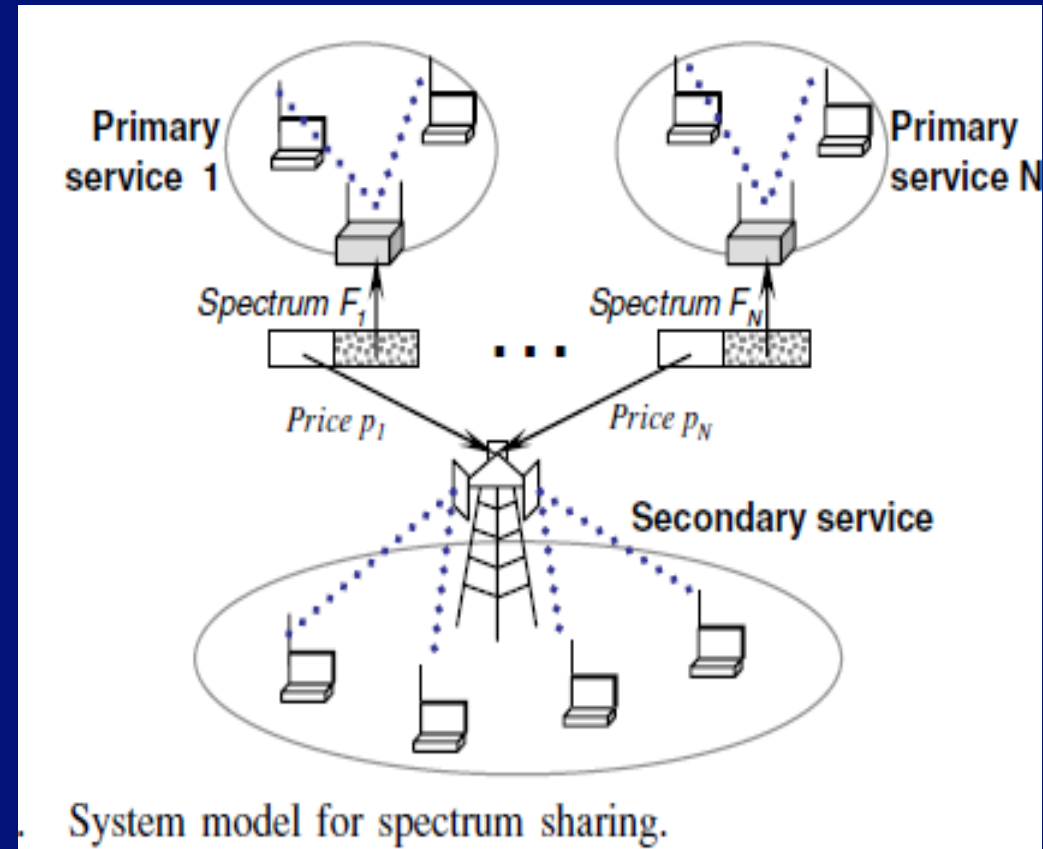 Primary
service 1
Primary
service N
Spectrum F1
Spectrum FN
...
Price p1
Price pN
Secondary service
. System model for spectrum sharing.